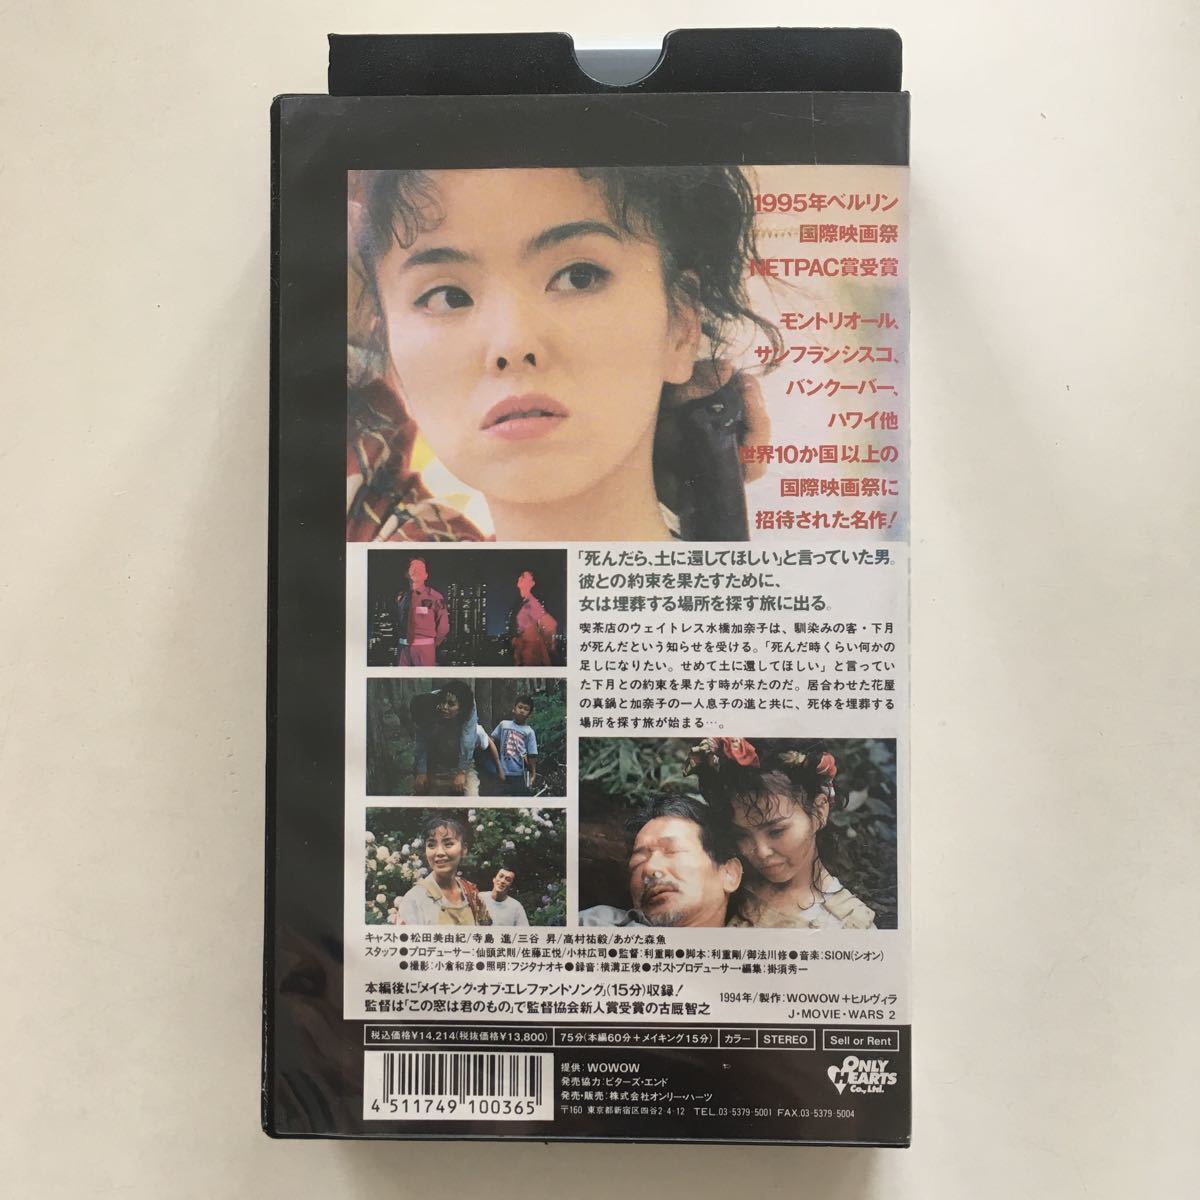 1995年ベルリン
国際映画祭
NETPAC賞受賞
モントリオール、
サンフランシスコ、
バンクーバー、
ハワイ他
世界10か国以上の
国際映画祭に
招待された名作!
「死んだら、土に還してほしい」と言っていた男。
彼との約束を果たすために、
女は埋葬する場所を探す旅に出る。
喫茶店のウェイトレス水橋加奈子は、馴染みの客・下月
が死んだという知らせを受ける。「死んだ時くらい何かの
足しになりたい。せめて土に還してほしい」と言ってい
た下月との約束を果たす時が来たのだ。居合わせた花屋
の真鍋と加奈子の一人息子の進と共に、死体を埋葬する
場所を探す旅が始まる…。
キャスト●松田美由紀/寺島 進/三谷 昇/高村祐毅/あがた森魚
スタッフ●プロデューサー:仙頭武則/佐藤正悦/小林広司●監督:利重剛●脚本:利重剛/御法川修●音楽:SION(シオン)
●撮影:小倉和彦●照明:フジタナオキ●録音:横溝正俊●ポストプロデューサー・編集:掛須秀一
本編後に「メイキング・オブ・エレファントソング」(15分)収録!
監督は「この窓は君のもの」で監督協会新人賞受賞の古厩智之
1994年/製作:WOWOW+ヒルヴィラ
J・MOVIE・WARS 2
税込価格¥14,214(税抜価格¥13,800) 75分(本編60分+メイキング15分) カラー STEREO Sell or Rent
4 511749 100365
提供:WOWOW
発売協力:ビターズ・エンド
発売・販売:株式会社オンリー・ハーツ
〒160 東京都新宿区四谷2-4-12 TEL.03-5379-5001 FAX.03-5379-5004
ONLY
HEARTS
Co., Ltd.